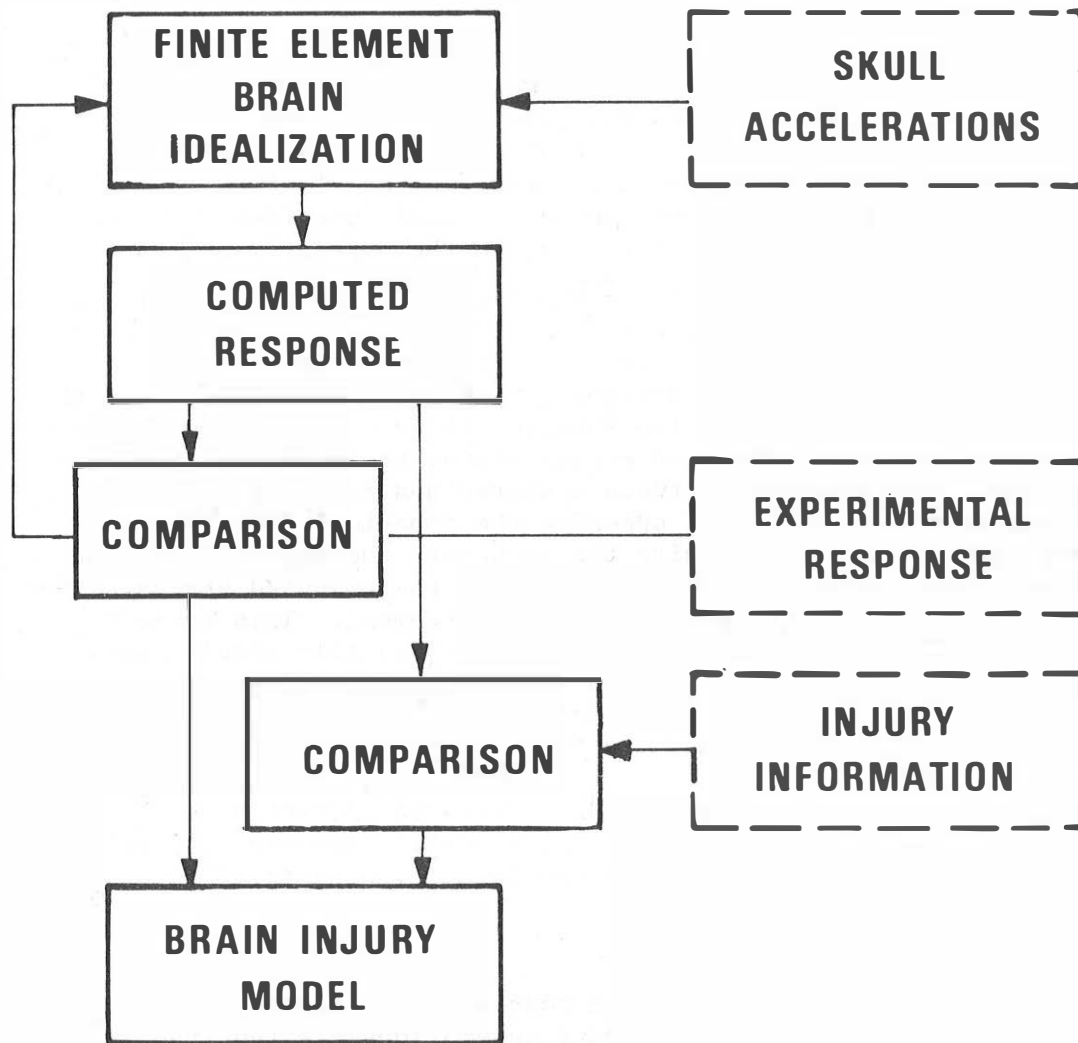 FINITE ELEMENT
BRAIN
IDEALIZATION
SKULL
ACCELERATIONS
COMPUTED
RESPONSE
COMPARISON
EXPERIMENTAL
RESPONSE
COMPARISON
INJURY
INFORMATION
BRAIN INJURY
MODEL